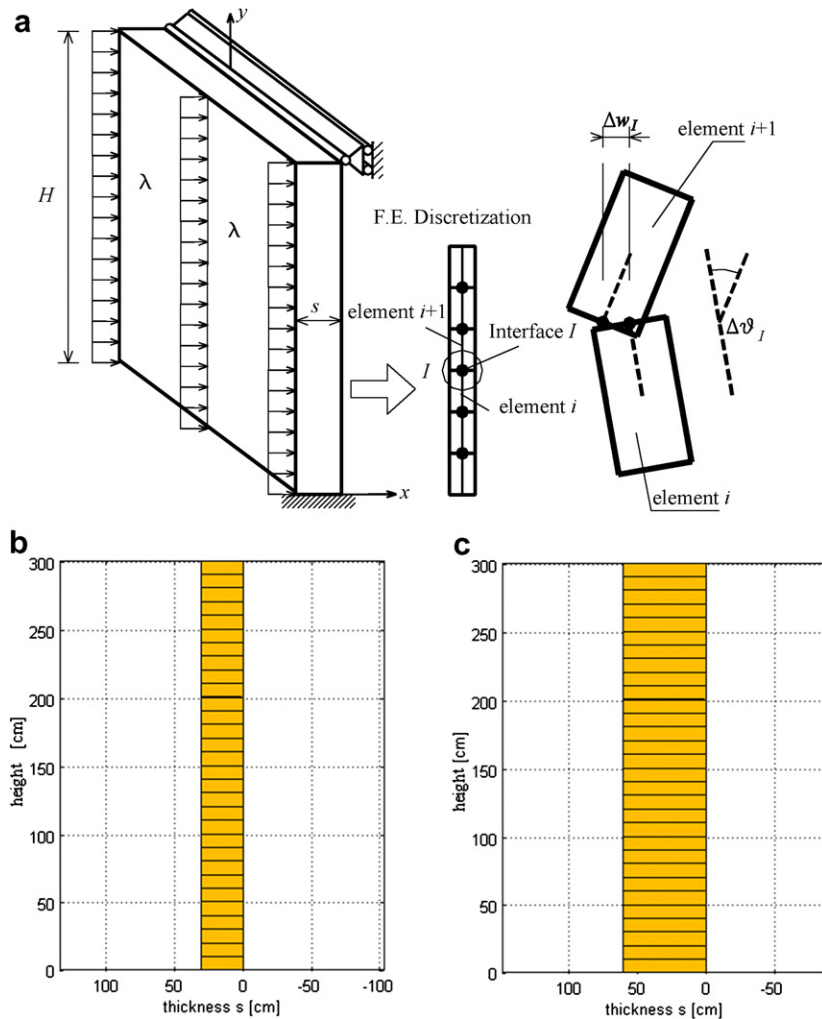 a
y
H
λ
λ
s
x
F.E. Discretization
element i+1
Interface I
I
element i
Δw_I
element i+1
Δϑ_I
element i
b
300
250
200
150
100
50
0
height [cm]
100 50 0 -50 -100
thickness s [cm]
c
300
250
200
150
100
50
0
height [cm]
100 50 0 -50
thickness s [cm]